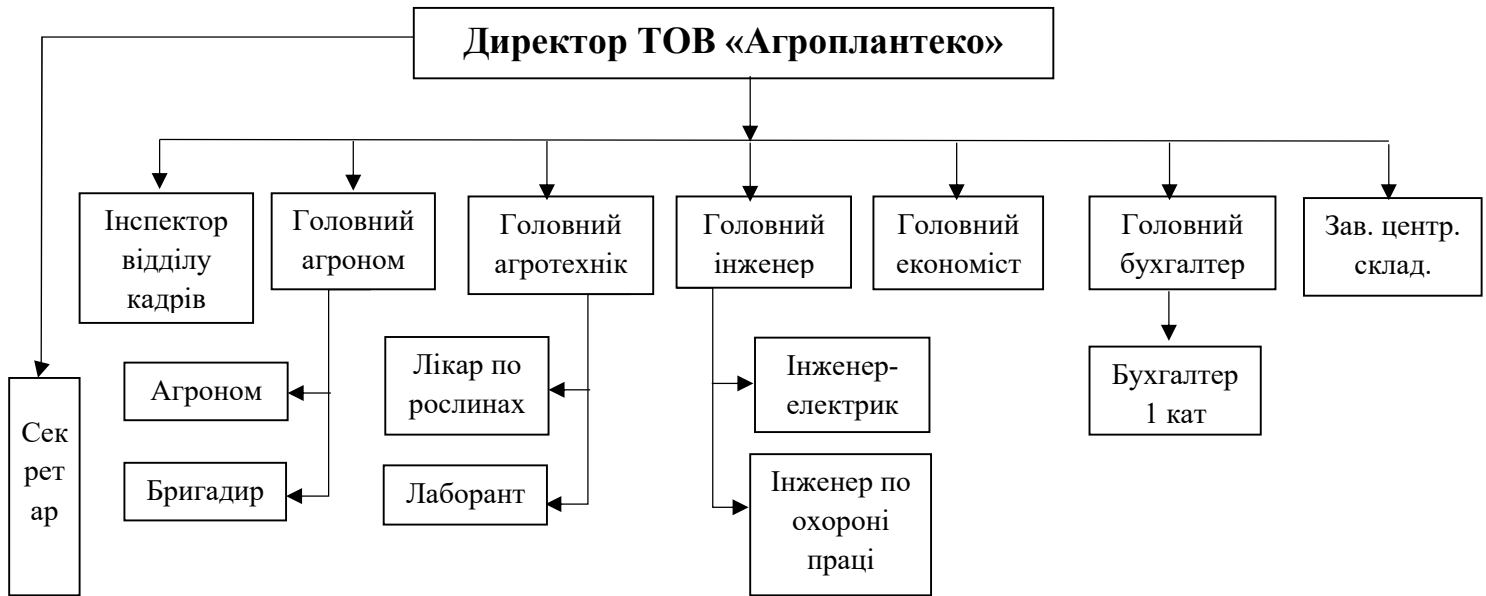 Директор ТОВ «Агроплантеко»
Інспектор
відділу
кадрів
Головний
агроном
Головний
агротехнік
Головний
інженер
Головний
економіст
Головний
бухгалтер
Зав. центр.
склад.
Сек
рет
ар
Агроном
Бригадир
Лікар по
рослинах
Лаборант
Інженер-
електрик
Інженер по
охороні
праці
Бухгалтер
1 кат